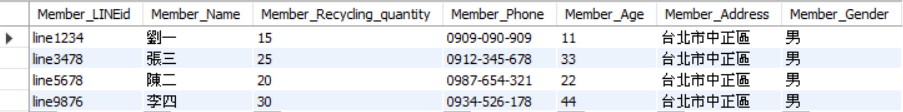 Member_LINEid Member_Name Member_Recycling_quantity Member_Phone Member_Age Member_Address Member_Gender
line1234 劉一 15 0909-090-909 11 台北市中正區 男
line3478 張三 25 0912-345-678 33 台北市中正區 男
line5678 陳二 20 0987-654-321 22 台北市中正區 男
line9876 李四 30 0934-526-178 44 台北市中正區 男